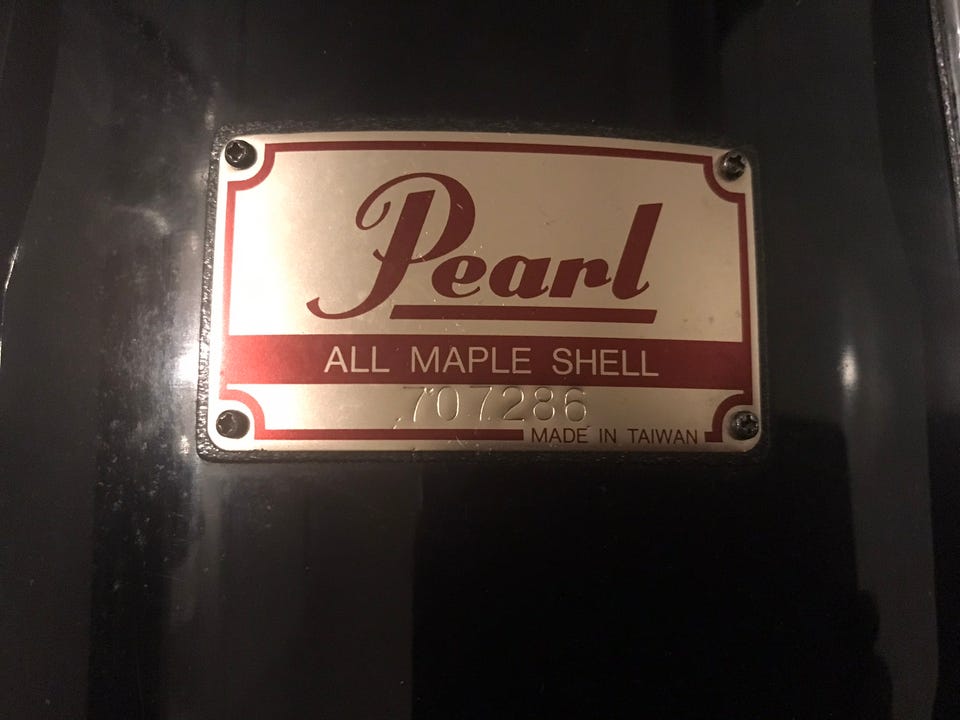 Pearl
ALL MAPLE SHELL
707286
MADE IN TAIWAN